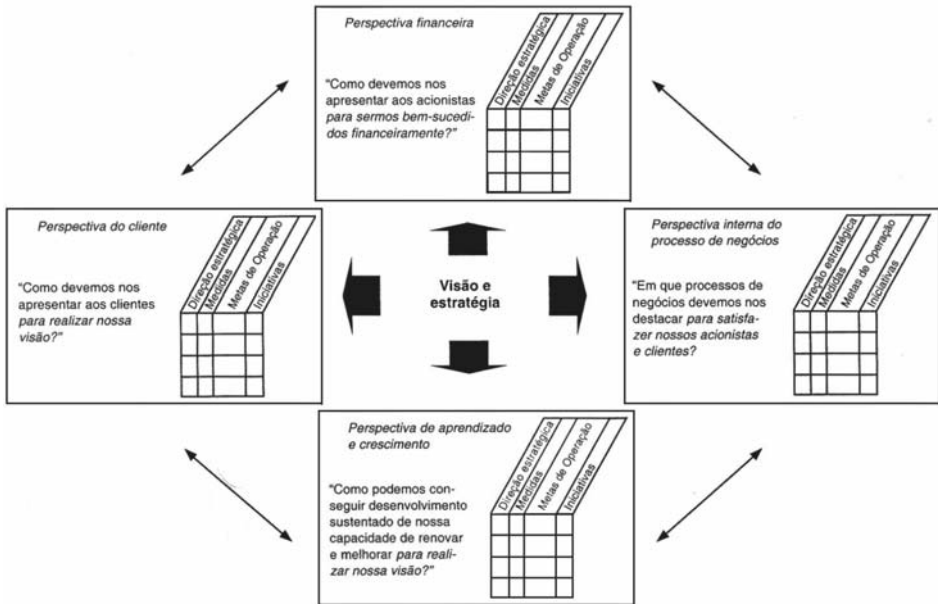 Perspectiva financeira
"Como devemos nos
apresentar aos acionistas
para sermos bem-sucedi-
dos financeiramente?"
Direção estratégica
Medidas
Metas de Operação
Iniciativas
Perspectiva do cliente
"Como devemos nos
apresentar aos clientes
para realizar nossa
visão?"
Direção estratégica
Medidas
Metas de Operação
Iniciativas
Visão e
estratégia
Perspectiva interna do
processo de negócios
"Em que processos de
negócios devemos nos
destacar para satisfa-
zer nossos acionistas
e clientes?
Direção estratégica
Medidas
Metas de Operação
Iniciativas
Perspectiva de aprendizado
e crescimento
"Como podemos con-
seguir desenvolvimento
sustentado de nossa
capacidade de renovar
e melhorar para reali-
zar nossa visão?"
Direção estratégica
Medidas
Metas de Operação
Iniciativas